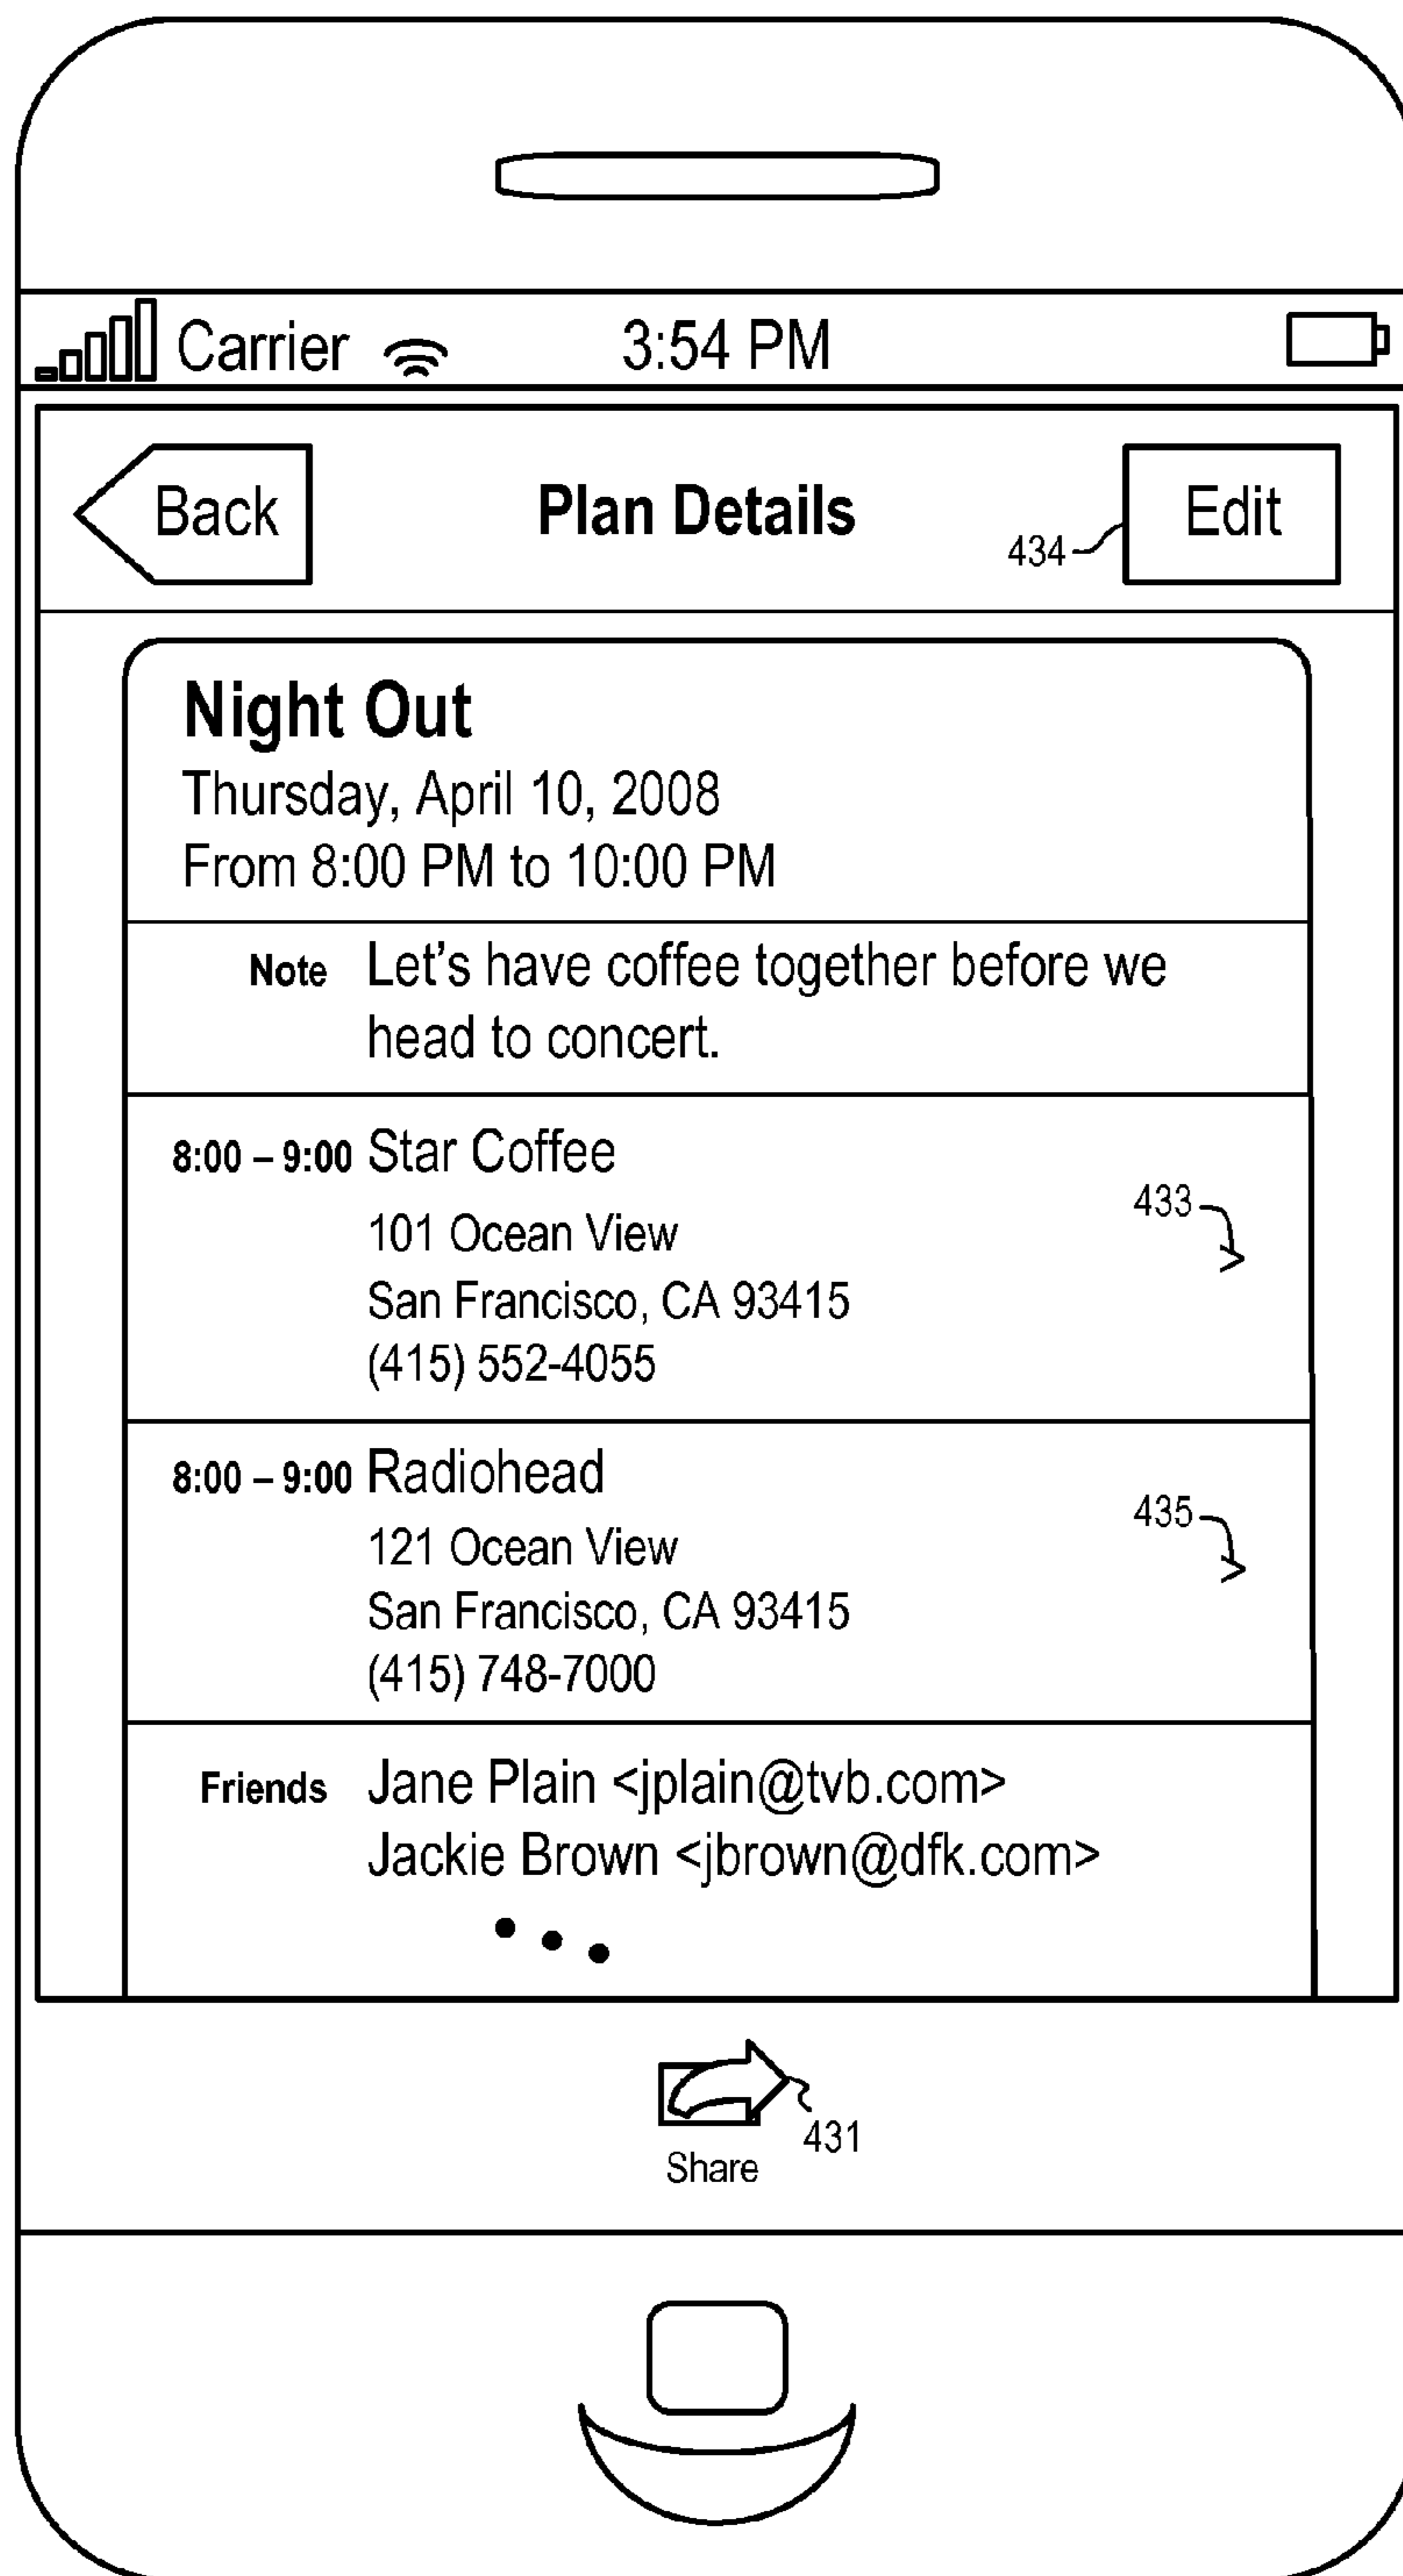 Carrier 3:54 PM
Back Plan Details 434 Edit
Night Out
Thursday, April 10, 2008
From 8:00 PM to 10:00 PM
Note Let's have coffee together before we
head to concert.
8:00 – 9:00 Star Coffee
433
101 Ocean View
San Francisco, CA 93415
(415) 552-4055
8:00 – 9:00 Radiohead
435
121 Ocean View
San Francisco, CA 93415
(415) 748-7000
Friends Jane Plain <jplain@tvb.com>
Jackie Brown <jbrown@dfk.com>
431
Share